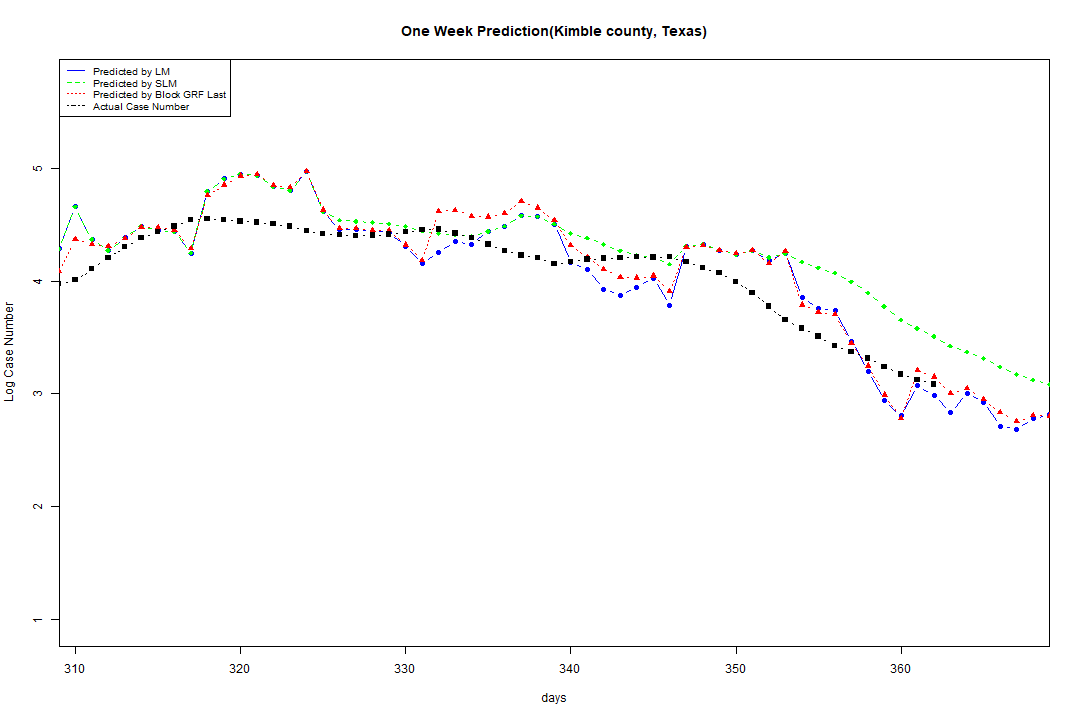 One Week Prediction(Kimble county, Texas)
Predicted by LM
Predicted by SLM
Predicted by Block GRF Last
Actual Case Number
5
4
3
2
1
Log Case Number
310 320 330 340 350 360
days